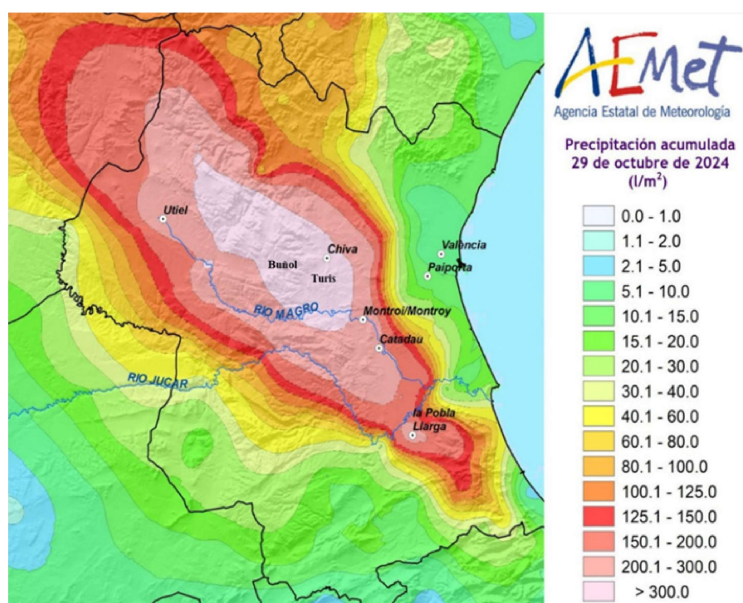 AEMet
Agencia Estatal de Meteorología
Precipitación acumulada
29 de octubre de 2024
(l/m²)
0.0 - 1.0
1.1 - 2.0
2.1 - 5.0
5.1 - 10.0
10.1 - 15.0
15.1 - 20.0
20.1 - 30.0
30.1 - 40.0
40.1 - 60.0
60.1 - 80.0
80.1 - 100.0
100.1 - 125.0
125.1 - 150.0
150.1 - 200.0
200.1 - 300.0
> 300.0
Utiel
Chiva
València
Buñol
Turis
Paiporta
RIO MAGRO
Montroi/Montroy
Catadau
RIO JUCAR
la Pobla
Llarga